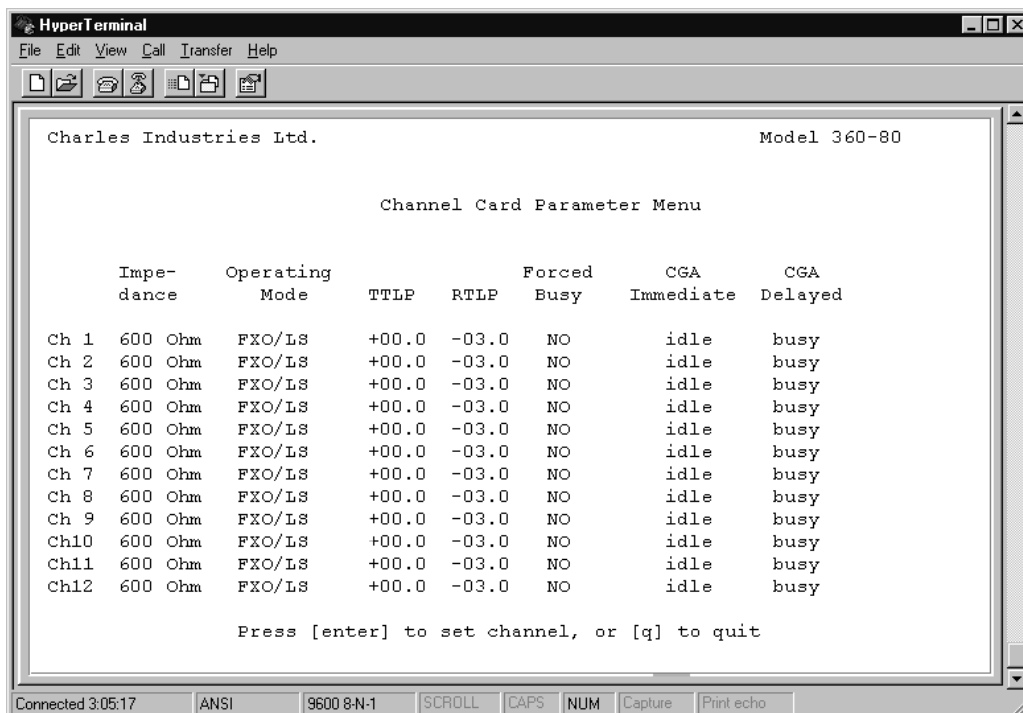 HyperTerminal
File Edit View Call Transfer Help
Charles Industries Ltd. Model 360-80
Channel Card Parameter Menu
Impe- Operating Forced CGA CGA
dance Mode TTLP RTLP Busy Immediate Delayed
Ch 1 600 Ohm FXO/LS +00.0 -03.0 NO idle busy
Ch 2 600 Ohm FXO/LS +00.0 -03.0 NO idle busy
Ch 3 600 Ohm FXO/LS +00.0 -03.0 NO idle busy
Ch 4 600 Ohm FXO/LS +00.0 -03.0 NO idle busy
Ch 5 600 Ohm FXO/LS +00.0 -03.0 NO idle busy
Ch 6 600 Ohm FXO/LS +00.0 -03.0 NO idle busy
Ch 7 600 Ohm FXO/LS +00.0 -03.0 NO idle busy
Ch 8 600 Ohm FXO/LS +00.0 -03.0 NO idle busy
Ch 9 600 Ohm FXO/LS +00.0 -03.0 NO idle busy
Ch10 600 Ohm FXO/LS +00.0 -03.0 NO idle busy
Ch11 600 Ohm FXO/LS +00.0 -03.0 NO idle busy
Ch12 600 Ohm FXO/LS +00.0 -03.0 NO idle busy
Press [enter] to set channel, or [q] to quit
Connected 3:05:17 ANSI 9600 8-N-1 SCROLL CAPS NUM Capture Print echo